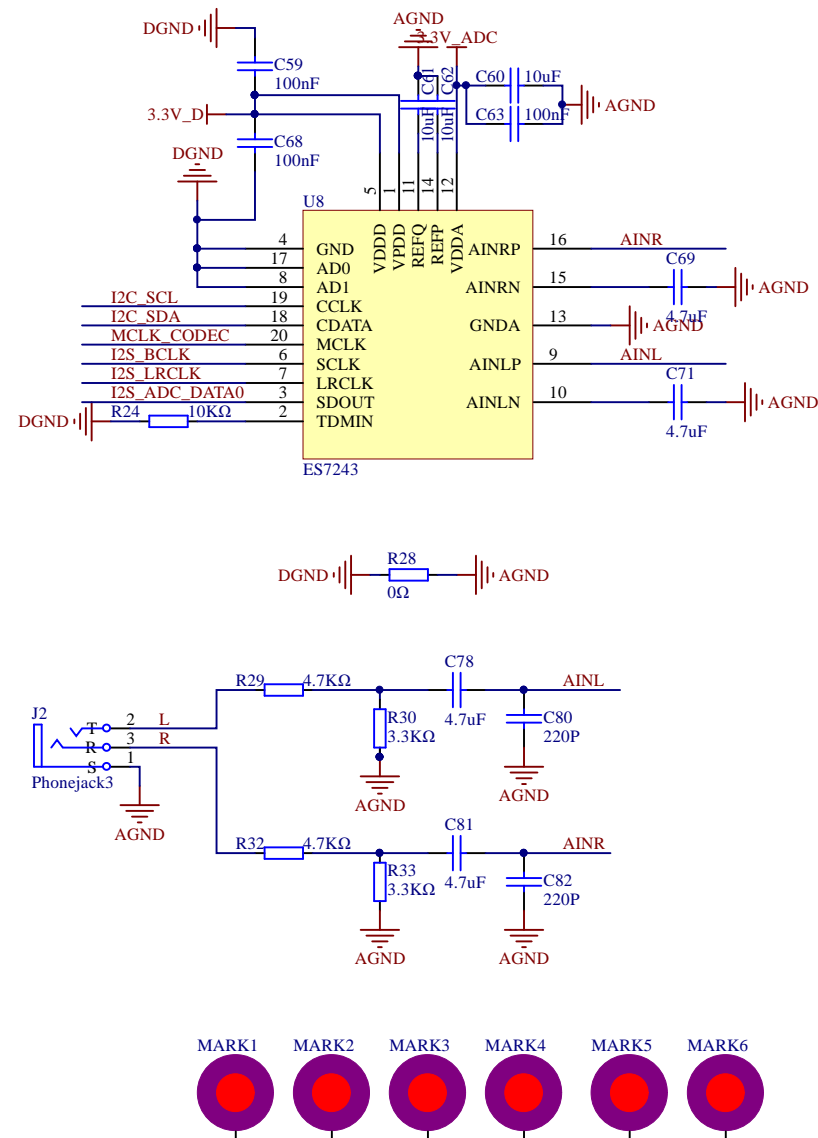 AGND
DGND
3.3V_ADC
C59
100nF
C61
10uF
C62
10uF
C60
10uF
AGND
C63
100nF
3.3V_D
C68
100nF
DGND
U8
5
1
11
14
12
VDDD
VPDD
REFQ
REFP
VDDA
4
GND
17
AD0
8
AD1
I2C_SCL
19
CCLK
I2C_SDA
18
CDATA
MCLK_CODEC
20
MCLK
I2S_BCLK
6
SCLK
I2S_LRCLK
7
LRCLK
I2S_ADC_DATA0
3
SDOUT
DGND
R24
10KΩ
2
TDMIN
AINRP
16
AINR
AINRN
15
C69
4.7uF
AGND
GNDA
13
AGND
AINLP
9
AINL
AINLN
10
C71
4.7uF
AGND
ES7243
DGND
R28
0Ω
AGND
J2
T
2
L
R
3
R
S
1
Phonejack3
AGND
R29
4.7KΩ
R30
3.3KΩ
AGND
C78
4.7uF
AINL
C80
220P
AGND
R32
4.7KΩ
R33
3.3KΩ
AGND
C81
4.7uF
AINR
C82
220P
AGND
MARK1
MARK2
MARK3
MARK4
MARK5
MARK6